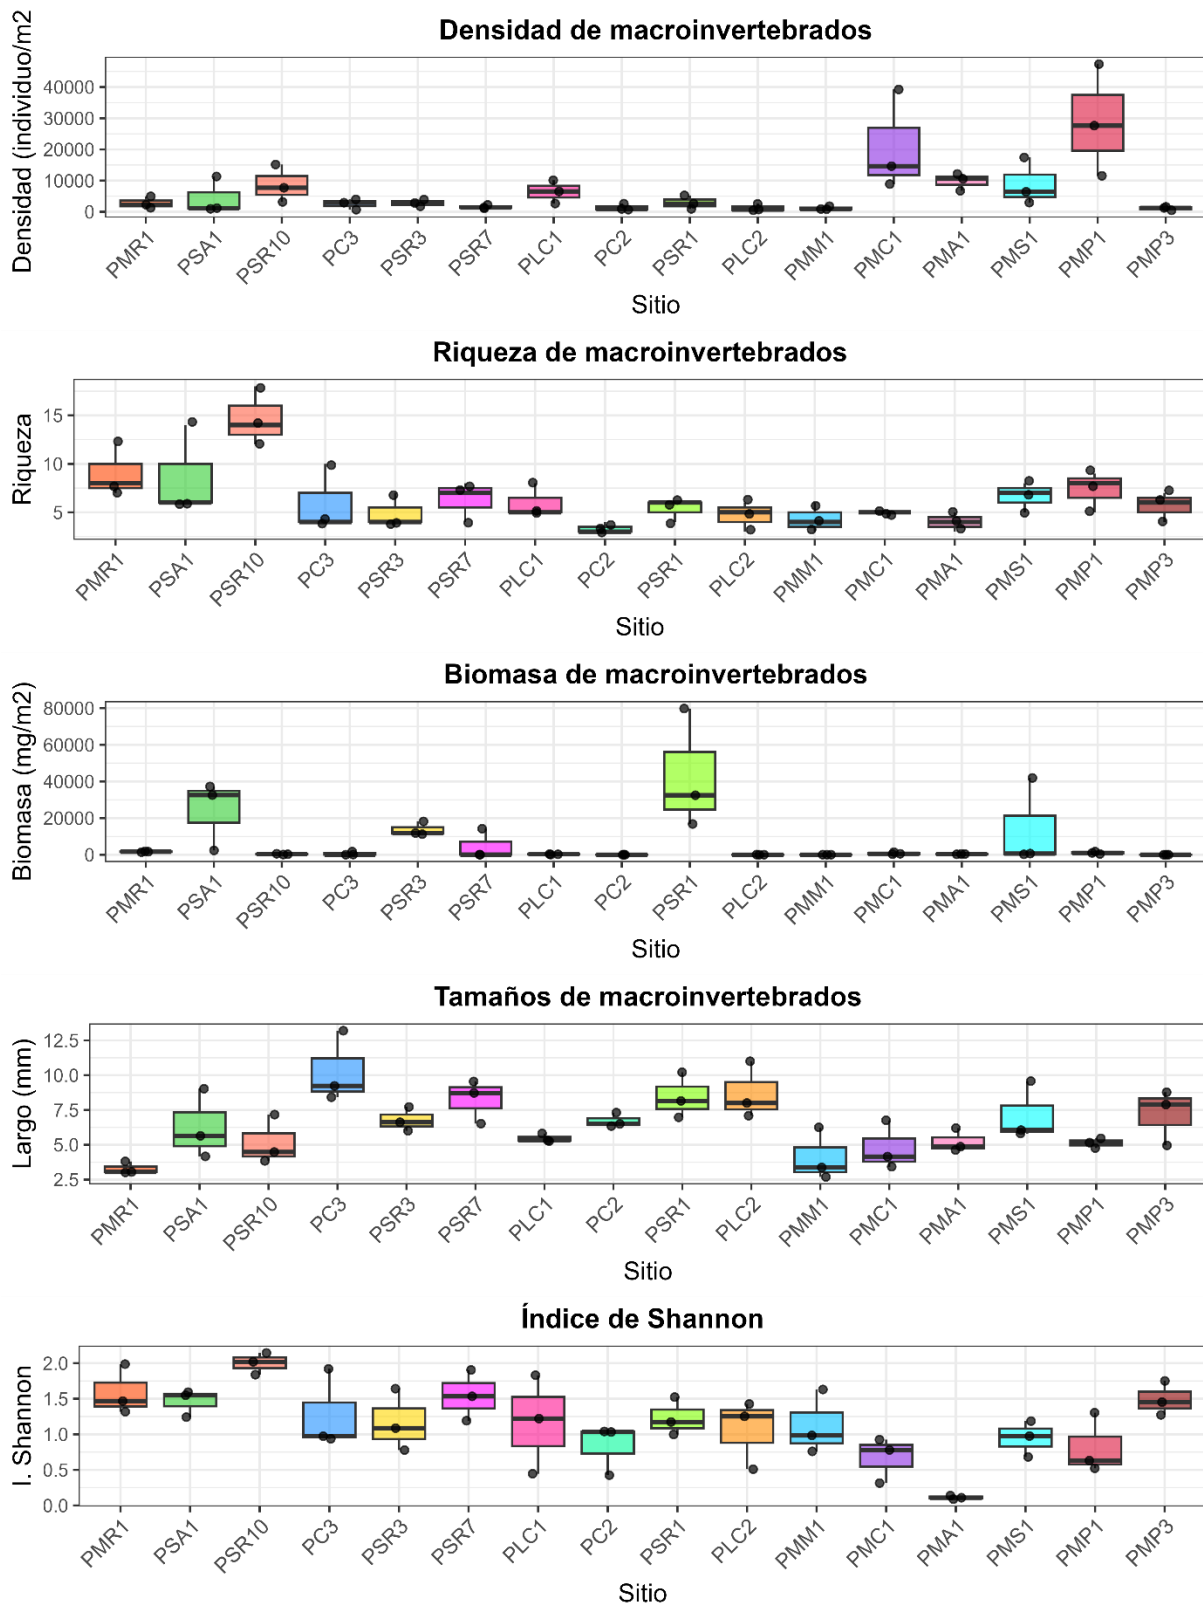 Densidad de macroinvertebrados
Densidad (individuo/m2
40000
30000
20000
10000
0
PMR1 PSA1 PSR10 PC3 PSR3 PSR7 PLC1 PC2 PSR1 PLC2 PMM1 PMC1 PMA1 PMS1 PMP1 PMP3
Sitio
Riqueza de macroinvertebrados
Riqueza
15
10
5
PMR1 PSA1 PSR10 PC3 PSR3 PSR7 PLC1 PC2 PSR1 PLC2 PMM1 PMC1 PMA1 PMS1 PMP1 PMP3
Sitio
Biomasa de macroinvertebrados
Biomasa (mg/m2)
80000
60000
40000
20000
0
PMR1 PSA1 PSR10 PC3 PSR3 PSR7 PLC1 PC2 PSR1 PLC2 PMM1 PMC1 PMA1 PMS1 PMP1 PMP3
Sitio
Tamaños de macroinvertebrados
Largo (mm)
12.5
10.0
7.5
5.0
2.5
PMR1 PSA1 PSR10 PC3 PSR3 PSR7 PLC1 PC2 PSR1 PLC2 PMM1 PMC1 PMA1 PMS1 PMP1 PMP3
Sitio
Índice de Shannon
I. Shannon
2.0
1.5
1.0
0.5
0.0
PMR1 PSA1 PSR10 PC3 PSR3 PSR7 PLC1 PC2 PSR1 PLC2 PMM1 PMC1 PMA1 PMS1 PMP1 PMP3
Sitio